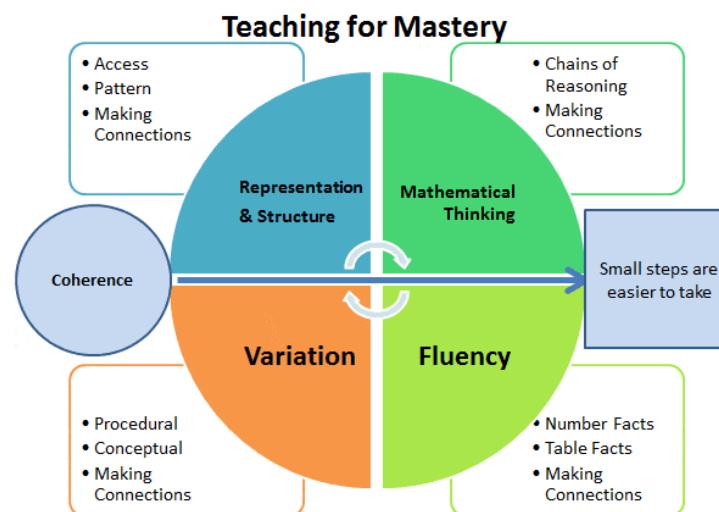 Teaching for Mastery
• Access
• Pattern
• Making
Connections
• Chains of
Reasoning
• Making
Connections
Representation
& Structure
Mathematical
Thinking
Coherence
Small steps are
easier to take
Variation
Fluency
• Procedural
• Conceptual
• Making
Connections
• Number Facts
• Table Facts
• Making
Connections